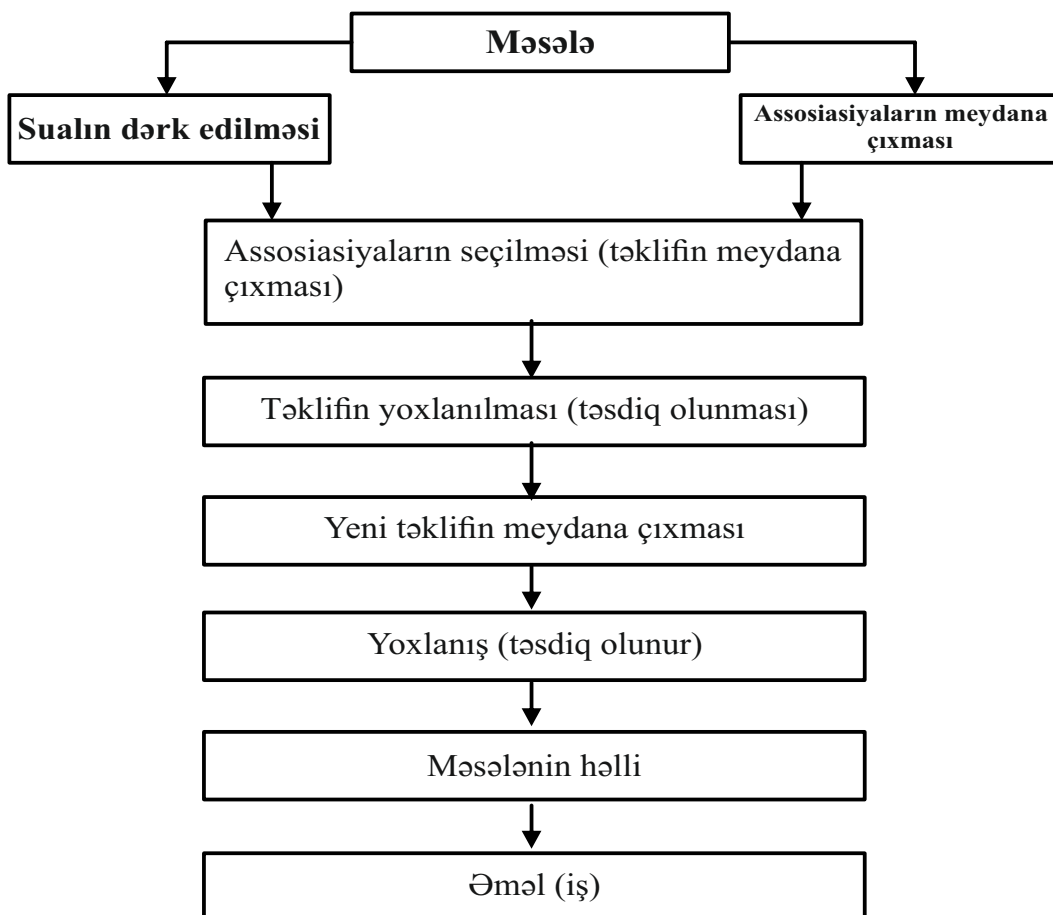 Məsələ
Sualın dərk edilməsi
Assosiasiyaların meydana
çıxması
Assosiasiyaların seçilməsi (təklifin meydana
çıxması)
Təklifin yoxlanılması (təsdiq olunması)
Yeni təklifin meydana çıxması
Yoxlanış (təsdiq olunur)
Məsələnin həlli
Əməl (iş)